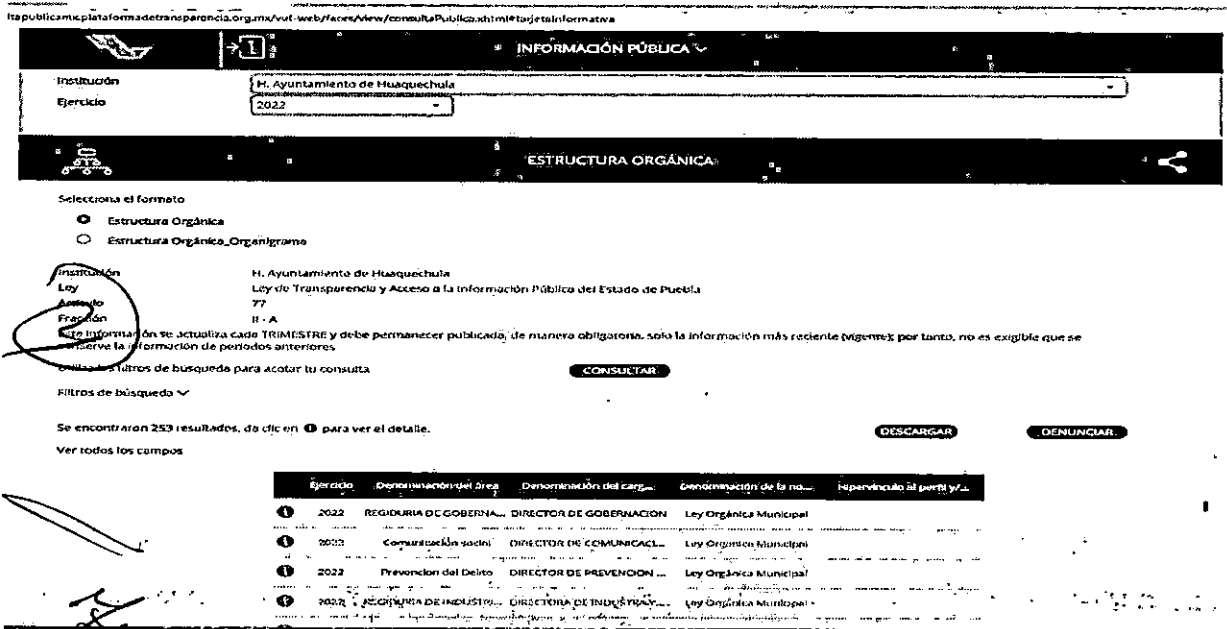 ltapublicamx.plataformadetransparencia.org.mx/vut-web/faces/view/consultaPublica.xhtml#tarjetaInformativa
INFORMACIÓN PÚBLICA
Institución H. Ayuntamiento de Huaquechula
Ejercicio 2022
ESTRUCTURA ORGÁNICA
Selecciona el formato
Estructura Orgánica
Estructura Orgánica_Organigrama
Institución H. Ayuntamiento de Huaquechula
Ley Ley de Transparencia y Acceso a la Información Pública del Estado de Puebla
Artículo 77
Fracción II - A
Este información se actualiza cada TRIMESTRE y debe permanecer publicada, de manera obligatoria, solo la información más reciente (vigente); por tanto, no es exigible que se
conserve la información de periodos anteriores
filtros de búsqueda para acotar tu consulta CONSULTAR
Filtros de búsqueda
Se encontraron 253 resultados, da clic en i para ver el detalle. DESCARGAR DENUNCIAR
Ver todos los campos
Ejercicio Denominación del área Denominación del carg... Denominación de la no... Hipervínculo al perfil y/...
2022 REGIDURIA DE GOBERNA... DIRECTOR DE GOBERNACION Ley Orgánica Municipal
2022 Comunicación social DIRECTOR DE COMUNICACI... Ley Orgánica Municipal
2022 Prevencion del Delito DIRECTOR DE PREVENCION ... Ley Orgánica Municipal
2022 REGIDURIA DE INDUSTRI... DIRECTORA DE INDUSTRIA Y... Ley Orgánica Municipal
2